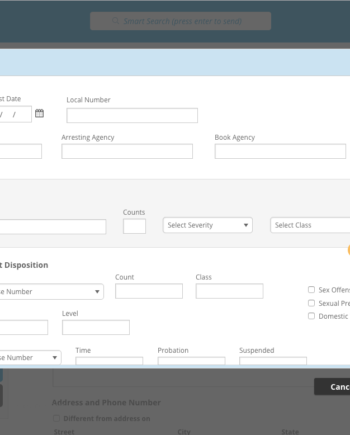 Smart Search (press enter to send)
st Date
Local Number
/ /
Arresting Agency
Book Agency
Counts
Select Severity
Select Class
t Disposition
Count
Class
e Number
Sex Offens
Sexual Pre
Domestic
Level
se Number
Time
Probation
Suspended
Canc
Address and Phone Number
Different from address on
Street
City
State